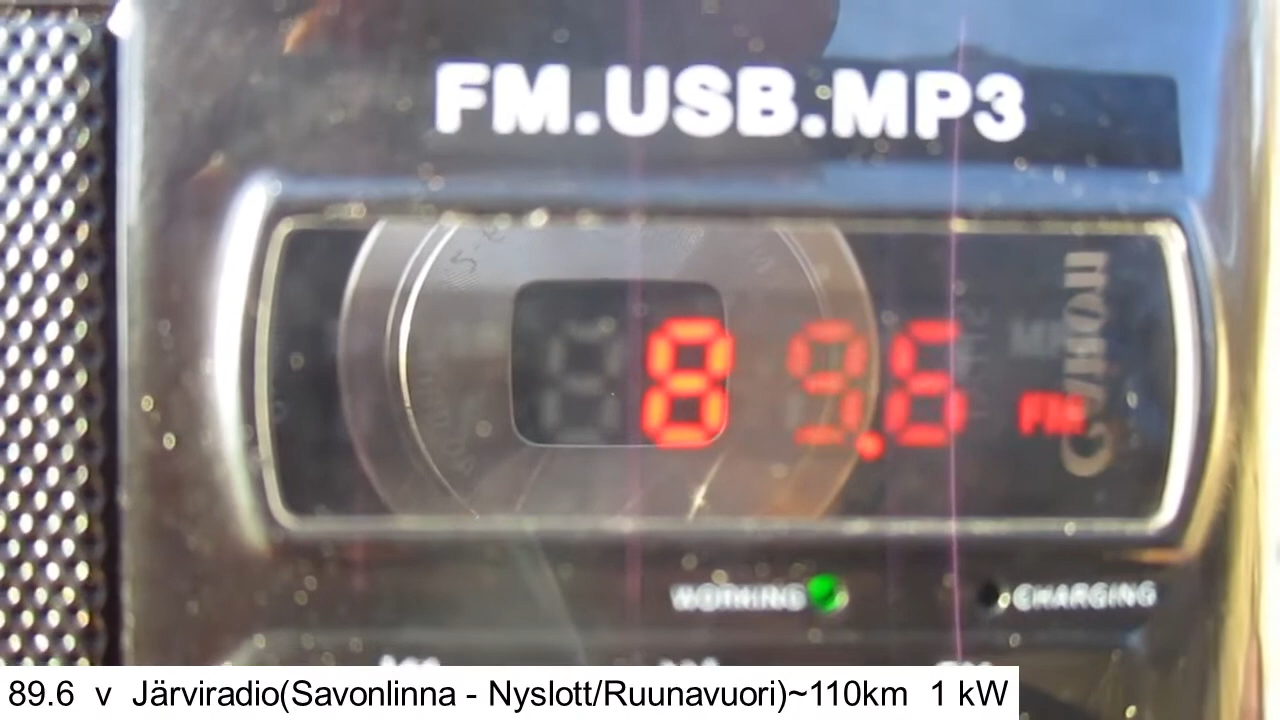 FM.USB.MP3
89.6 FM
WORKING CHARGING
89.6 v Järviradio(Savonlinna - Nyslott/Ruunavuori)~110km 1 kW